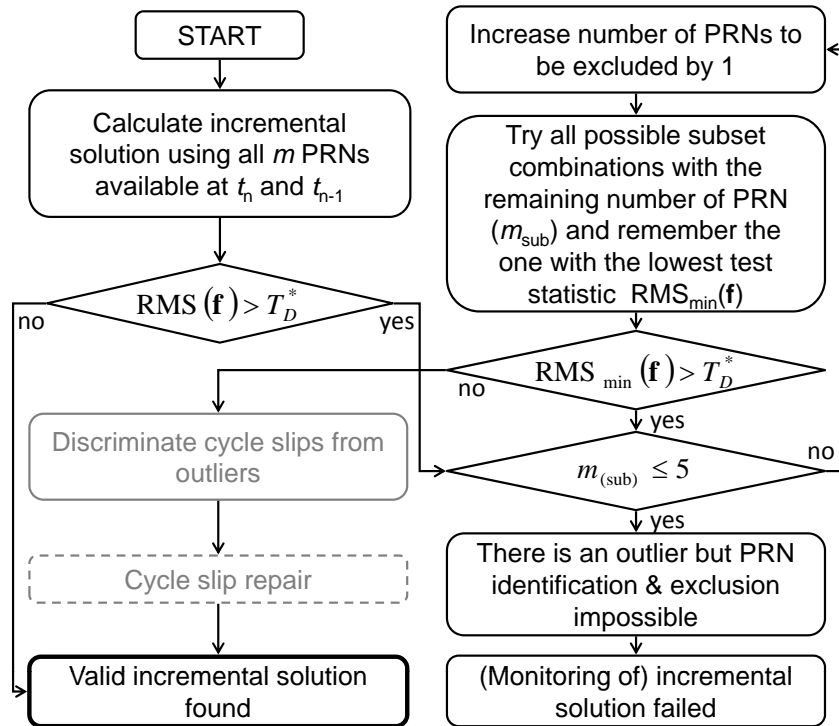 START
Calculate incremental
solution using all m PRNs
available at tn and tn-1
RMS (f) > T_D^*
no
yes
Discriminate cycle slips from
outliers
Cycle slip repair
Valid incremental solution
found
Increase number of PRNs to
be excluded by 1
Try all possible subset
combinations with the
remaining number of PRN
(msub) and remember the
one with the lowest test
statistic RMSmin(f)
RMS min (f) > T_D^*
no
yes
m(sub) ≤ 5
no
yes
There is an outlier but PRN
identification & exclusion
impossible
(Monitoring of) incremental
solution failed